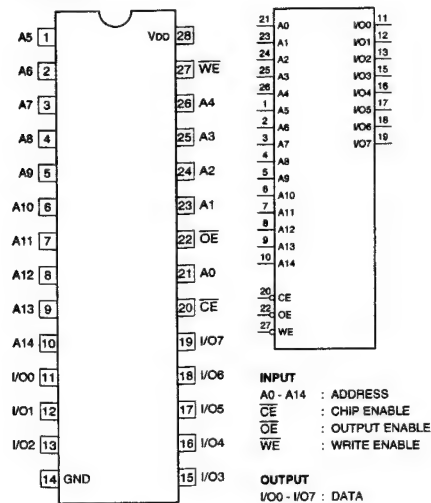 A5 1
A6 2
A7 3
A8 4
A9 5
A10 6
A11 7
A12 8
A13 9
A14 10
I/O0 11
I/O1 12
I/O2 13
14 GND
VDD 28
27 WE
26 A4
25 A3
24 A2
23 A1
22 OE
21 A0
20 CE
19 I/O7
18 I/O6
17 I/O5
16 I/O4
15 I/O3
21 A0
23 A1
24 A2
25 A3
26 A4
1 A5
2 A6
3 A7
4 A8
5 A9
6 A10
7 A11
8 A12
9 A13
10 A14
20 CE
22 OE
27 WE
I/O0 11
I/O1 12
I/O2 13
I/O3 15
I/O4 16
I/O5 17
I/O6 18
I/O7 19
INPUT
A0 - A14 : ADDRESS
CE : CHIP ENABLE
OE : OUTPUT ENABLE
WE : WRITE ENABLE
OUTPUT
I/O0 - I/O7 : DATA